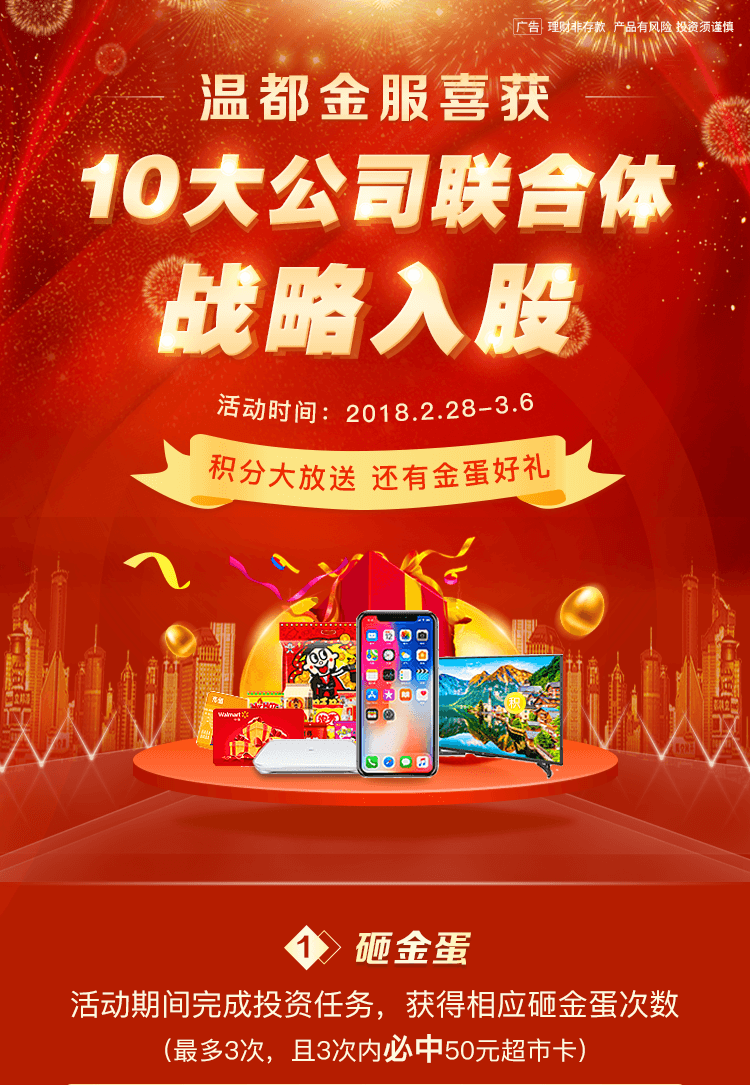 广告 理财非存款 产品有风险 投资须谨慎
温都金服喜获
10大公司联合体
战略入股
活动时间：2018.2.28-3.6
积分大放送 还有金蛋好礼
Walmart
积
1 砸金蛋
活动期间完成投资任务，获得相应砸金蛋次数
（最多3次，且3次内必中50元超市卡）